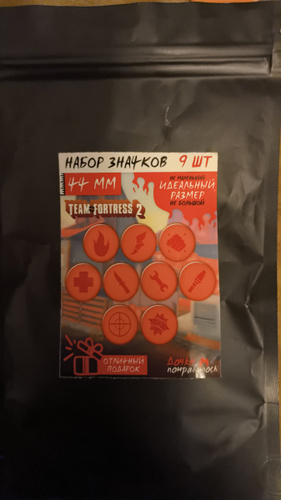 НАБОР ЗНАЧКОВ 9 ШТ
44 ММ
НЕ МАЛЕНЬКИЙ
ИДЕАЛЬНЫЙ
РАЗМЕР
НЕ БОЛЬШОЙ
TEAM FORTRESS 2
ОТЛИЧНЫЙ
ПОДАРОК